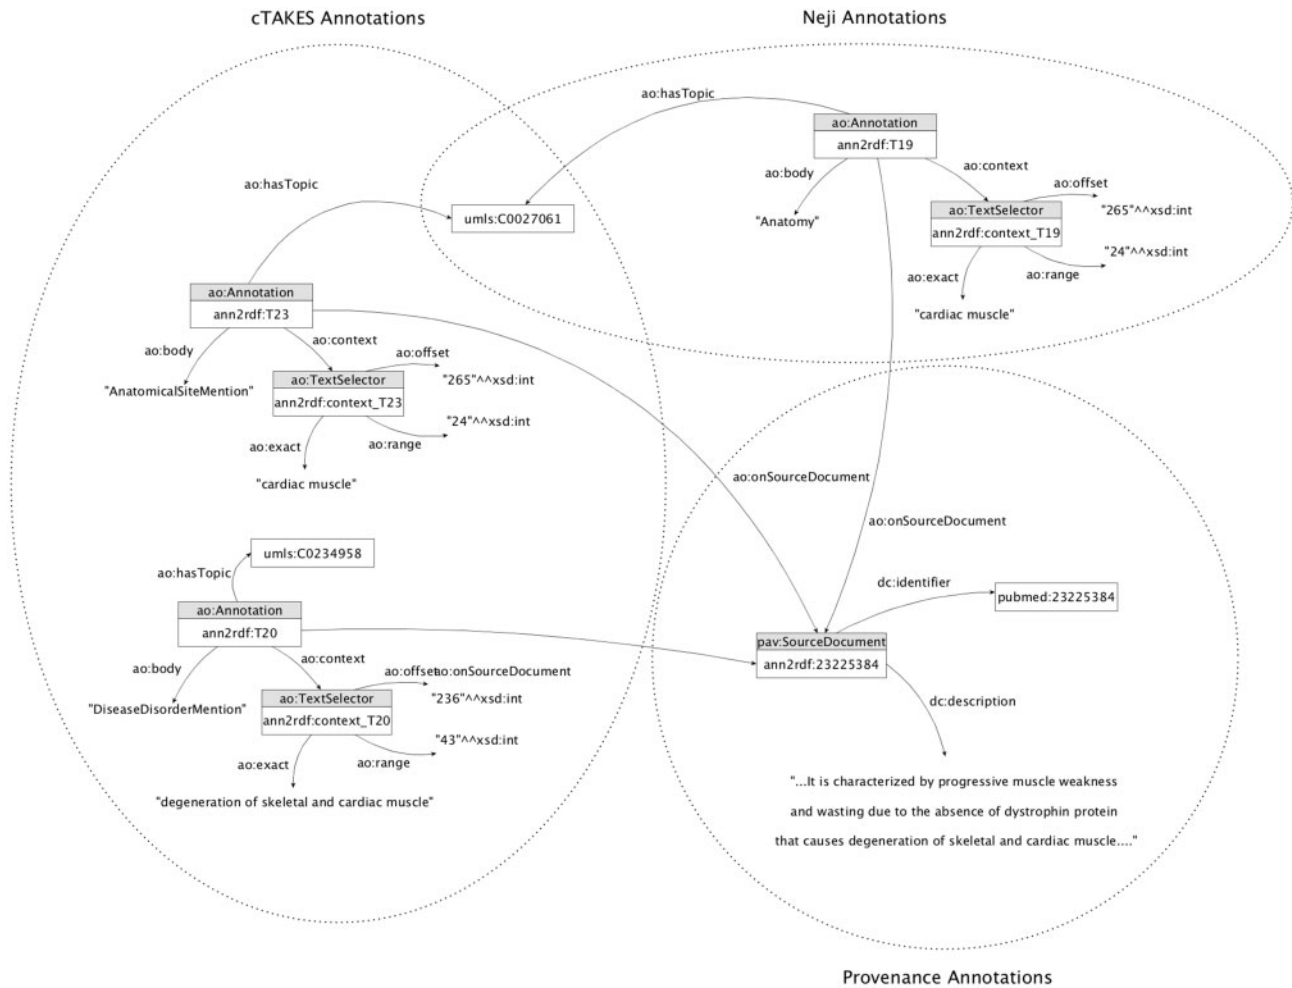 cTAKES Annotations
Neji Annotations
ao:hasTopic
ao:Annotation
ann2rdf:T19
ao:body
ao:context
"Anatomy"
ao:offset
ao:TextSelector
"265"^^xsd:int
ann2rdf:context_T19
ao:exact
ao:range
"24"^^xsd:int
"cardiac muscle"
ao:hasTopic
umls:C0027061
ao:Annotation
ann2rdf:T23
ao:body
ao:context
"AnatomicalSiteMention"
ao:offset
ao:TextSelector
"265"^^xsd:int
ann2rdf:context_T23
ao:exact
ao:range
"24"^^xsd:int
"cardiac muscle"
ao:onSourceDocument
ao:onSourceDocument
umls:C0234958
ao:hasTopic
ao:Annotation
ann2rdf:T20
ao:body
ao:context
"DiseaseDisorderMention"
ao:offset
ao:onSourceDocument
ao:TextSelector
"236"^^xsd:int
ann2rdf:context_T20
ao:exact
ao:range
"43"^^xsd:int
"degeneration of skeletal and cardiac muscle"
dc:identifier
pubmed:23225384
pav:SourceDocument
ann2rdf:23225384
dc:description
"...It is characterized by progressive muscle weakness
and wasting due to the absence of dystrophin protein
that causes degeneration of skeletal and cardiac muscle...."
Provenance Annotations